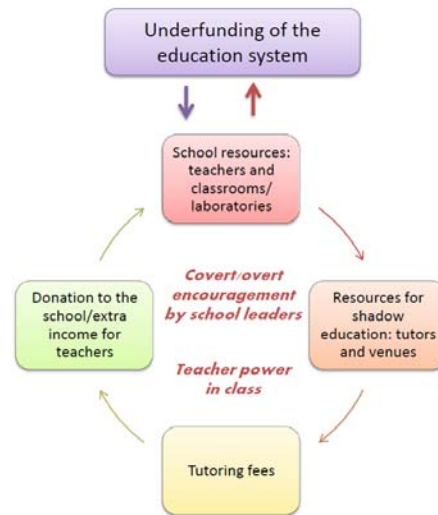 Underfunding of the
education system
School resources:
teachers and
classrooms/
laboratories
Covert/overt
encouragement
by school leaders
Donation to the
school/extra
income for
teachers
Resources for
shadow
education: tutors
and venues
Teacher power
in class
Tutoring fees